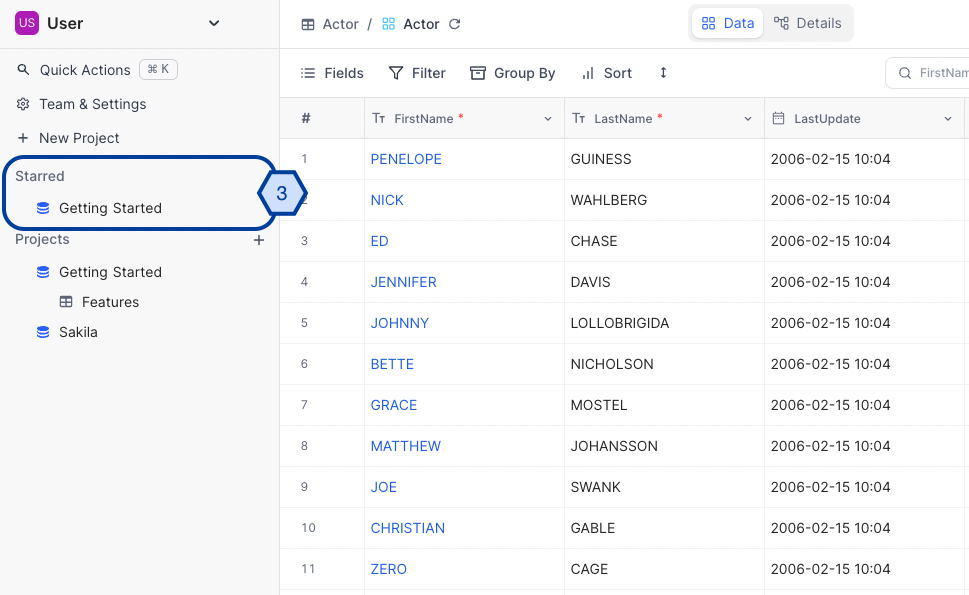 US User
Quick Actions ⌘ K
Team & Settings
New Project
Starred
Getting Started
3
Projects +
Getting Started
Features
Sakila
Actor / Actor
Data Details
Fields Filter Group By Sort
# FirstName * LastName * LastUpdate
1 PENELOPE GUINESS 2006-02-15 10:04
NICK WAHLBERG 2006-02-15 10:04
3 ED CHASE 2006-02-15 10:04
4 JENNIFER DAVIS 2006-02-15 10:04
5 JOHNNY LOLLOBRIGIDA 2006-02-15 10:04
6 BETTE NICHOLSON 2006-02-15 10:04
7 GRACE MOSTEL 2006-02-15 10:04
8 MATTHEW JOHANSSON 2006-02-15 10:04
9 JOE SWANK 2006-02-15 10:04
10 CHRISTIAN GABLE 2006-02-15 10:04
11 ZERO CAGE 2006-02-15 10:04